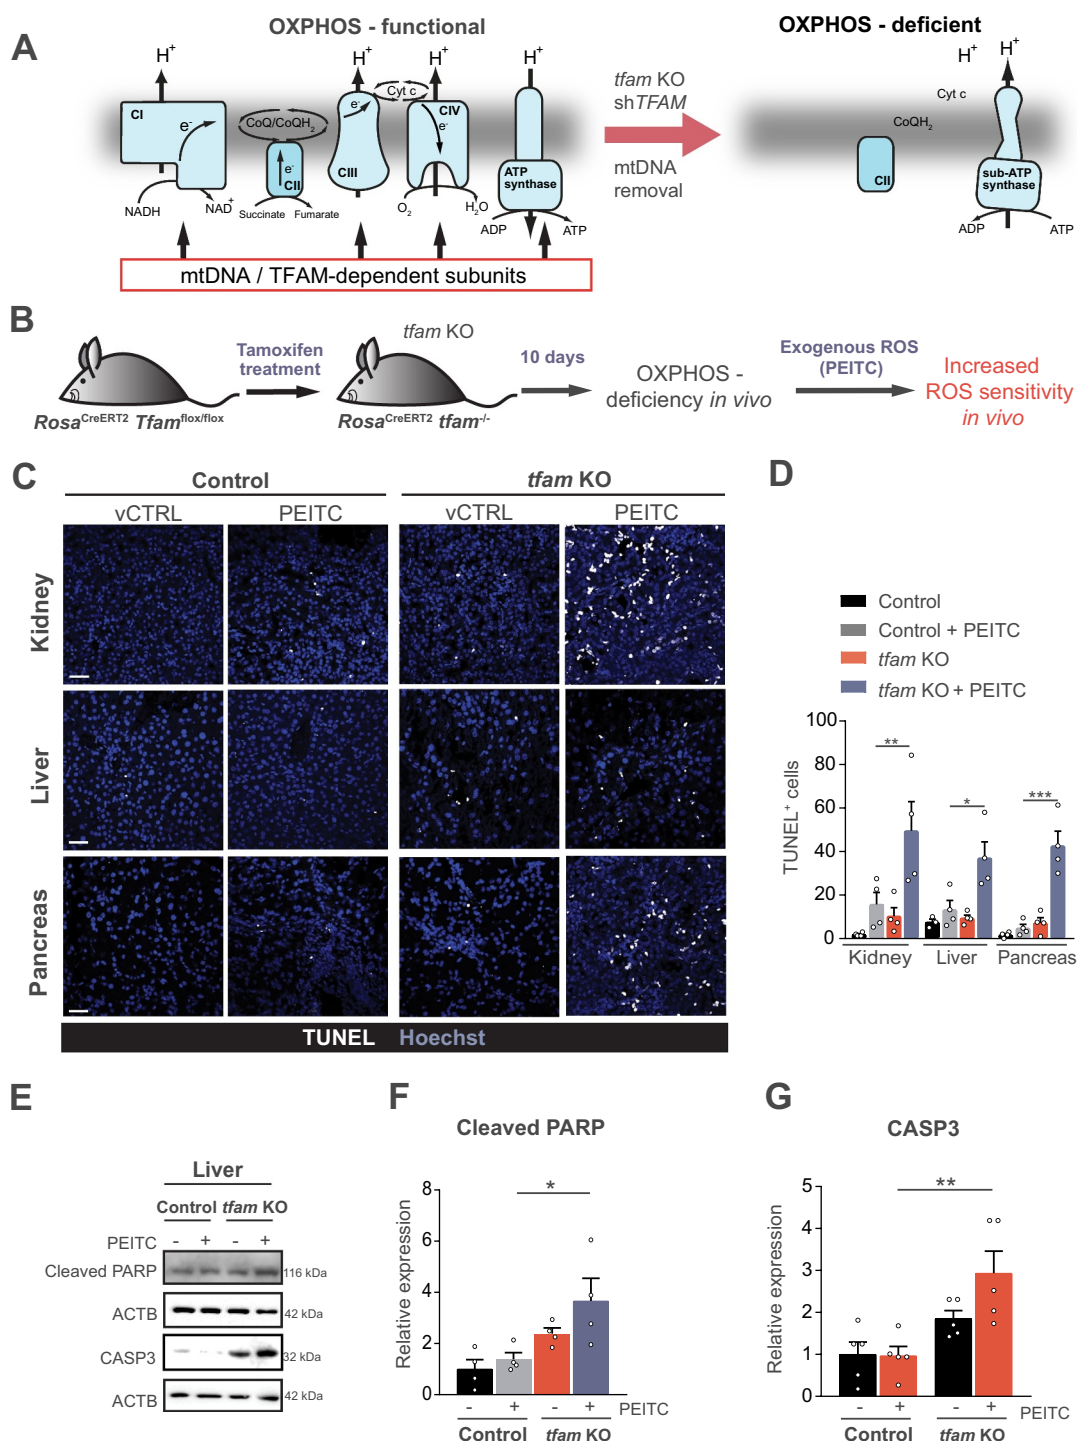 A
OXPHOS - functional
OXPHOS - deficient
H+
H+
H+
H+
H+
H+
CI
e-
CoQ/CoQH2
e-
CII
e-
CIII
Cyt c
CIV
e-
ATP
synthase
NADH
NAD+
Succinate
Fumarate
O2
H2O
ADP
ATP
mtDNA / TFAM-dependent subunits
tfam KO
shTFAM
mtDNA
removal
Cyt c
CoQH2
CII
sub-ATP
synthase
ADP
ATP
B
RosaCreERT2 Tfamflox/flox
Tamoxifen
treatment
tfam KO
RosaCreERT2 tfam-/-
10 days
OXPHOS -
deficiency in vivo
Exogenous ROS
(PEITC)
Increased
ROS sensitivity
in vivo
C
Control
tfam KO
vCTRL
PEITC
vCTRL
PEITC
Kidney
Liver
Pancreas
TUNEL Hoechst
D
Control
Control + PEITC
tfam KO
tfam KO + PEITC
TUNEL+ cells
100
80
60
40
20
0
**
*
***
Kidney
Liver
Pancreas
E
Liver
Control tfam KO
PEITC - + - +
Cleaved PARP 116 kDa
ACTB 42 kDa
CASP3 32 kDa
ACTB 42 kDa
F
Cleaved PARP
Relative expression
8
6
4
2
0
*
- + - + PEITC
Control tfam KO
G
CASP3
Relative expression
5
4
3
2
1
0
**
- + - + PEITC
Control tfam KO